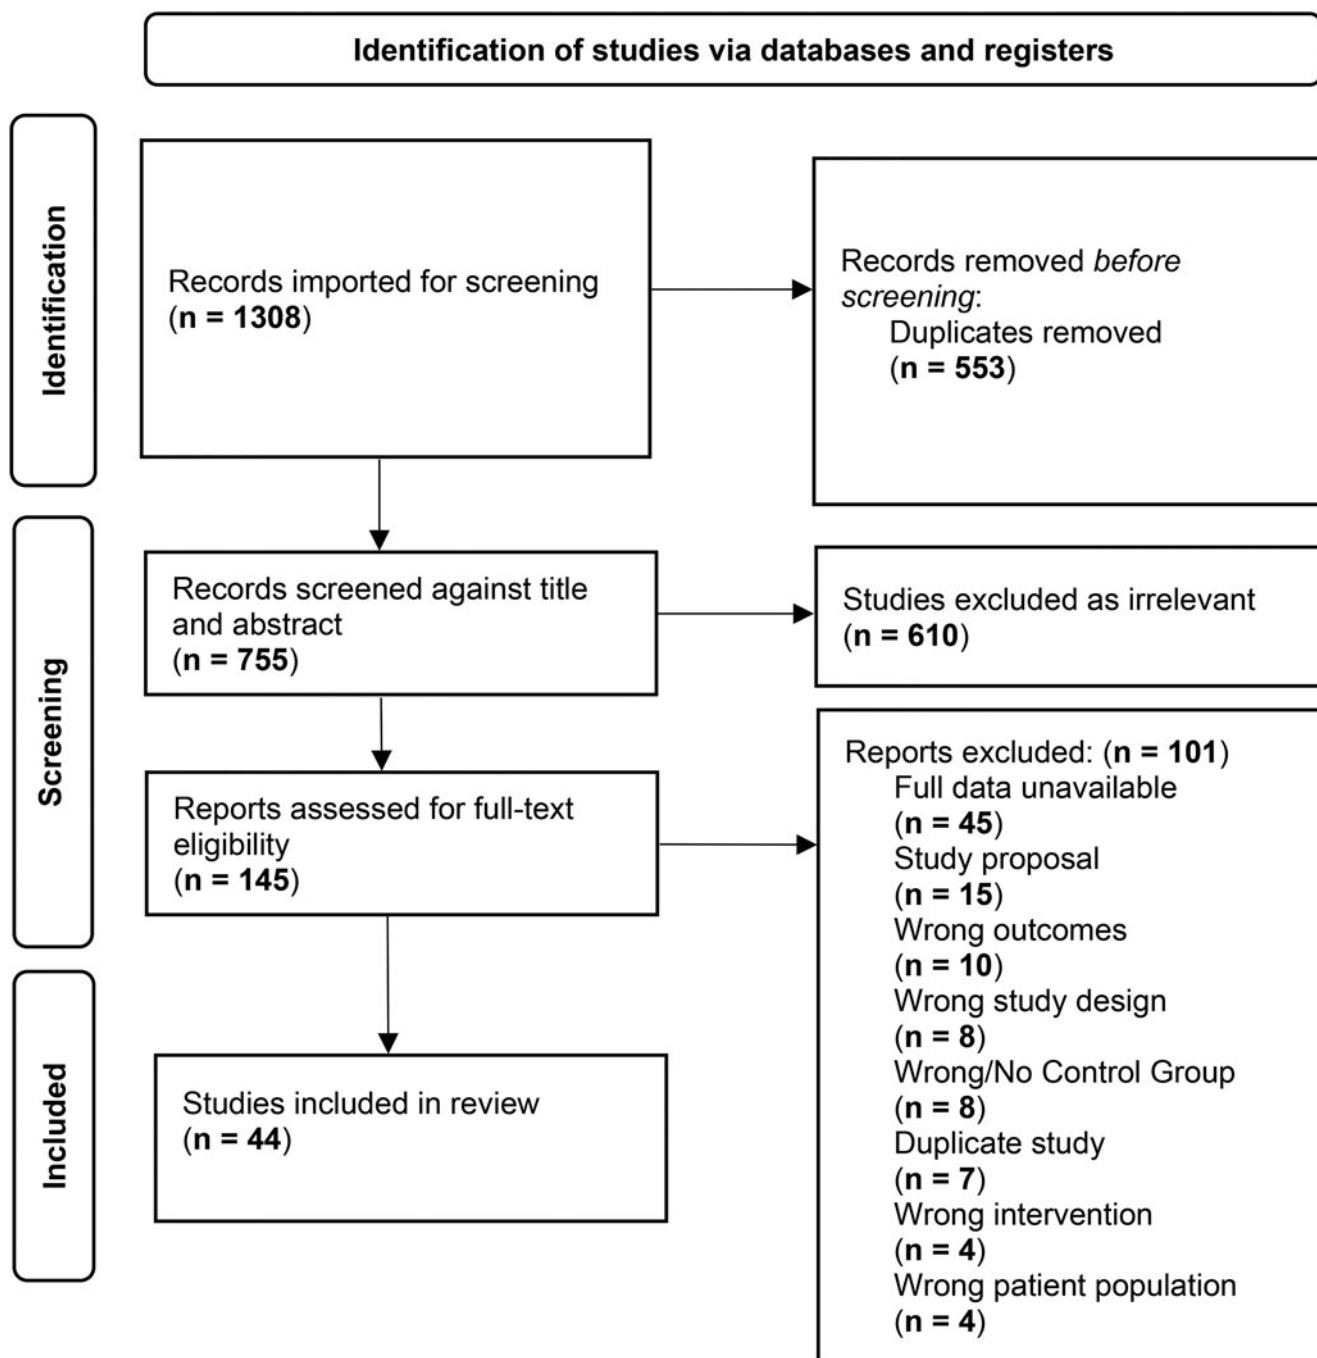 Identification of studies via databases and registers
Identification
Records imported for screening
(n = 1308)
Records removed before
screening:
Duplicates removed
(n = 553)
Screening
Records screened against title
and abstract
(n = 755)
Studies excluded as irrelevant
(n = 610)
Reports assessed for full-text
eligibility
(n = 145)
Reports excluded: (n = 101)
Full data unavailable
(n = 45)
Study proposal
(n = 15)
Wrong outcomes
(n = 10)
Wrong study design
(n = 8)
Wrong/No Control Group
(n = 8)
Duplicate study
(n = 7)
Wrong intervention
(n = 4)
Wrong patient population
(n = 4)
Included
Studies included in review
(n = 44)